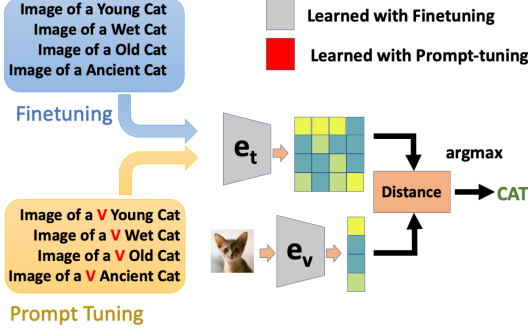 Image of a Young Cat
Image of a Wet Cat
Image of a Old Cat
Image of a Ancient Cat
Learned with Finetuning
Learned with Prompt-tuning
Finetuning
e_t
argmax
Distance
CAT
e_v
Image of a V Young Cat
Image of a V Wet Cat
Image of a V Old Cat
Image of a V Ancient Cat
Prompt Tuning